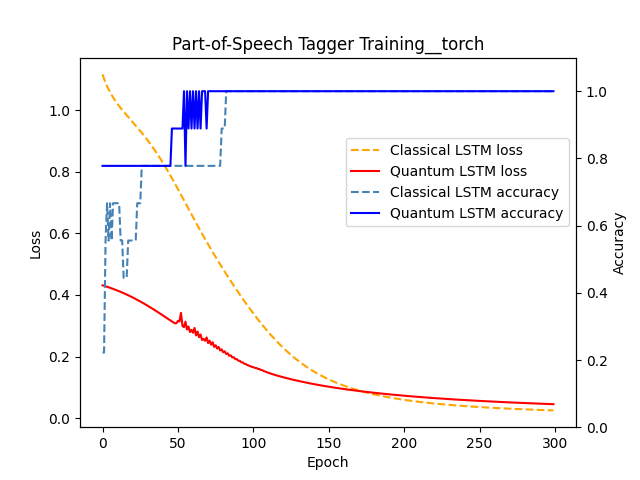 Part-of-Speech Tagger Training__torch
1.0
0.8
0.6
0.4
0.2
0.0
Loss
1.0
0.8
0.6
0.4
0.2
0.0
Accuracy
Classical LSTM loss
Quantum LSTM loss
Classical LSTM accuracy
Quantum LSTM accuracy
0 50 100 150 200 250 300
Epoch